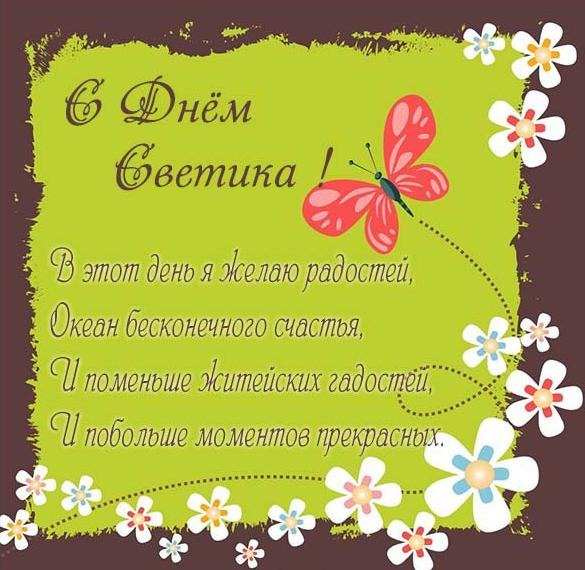 С Днём
Светика !
В этот день я желаю радостей,
Океан бесконечного счастья,
И поменьше житейских гадостей,
И побольше моментов прекрасных.